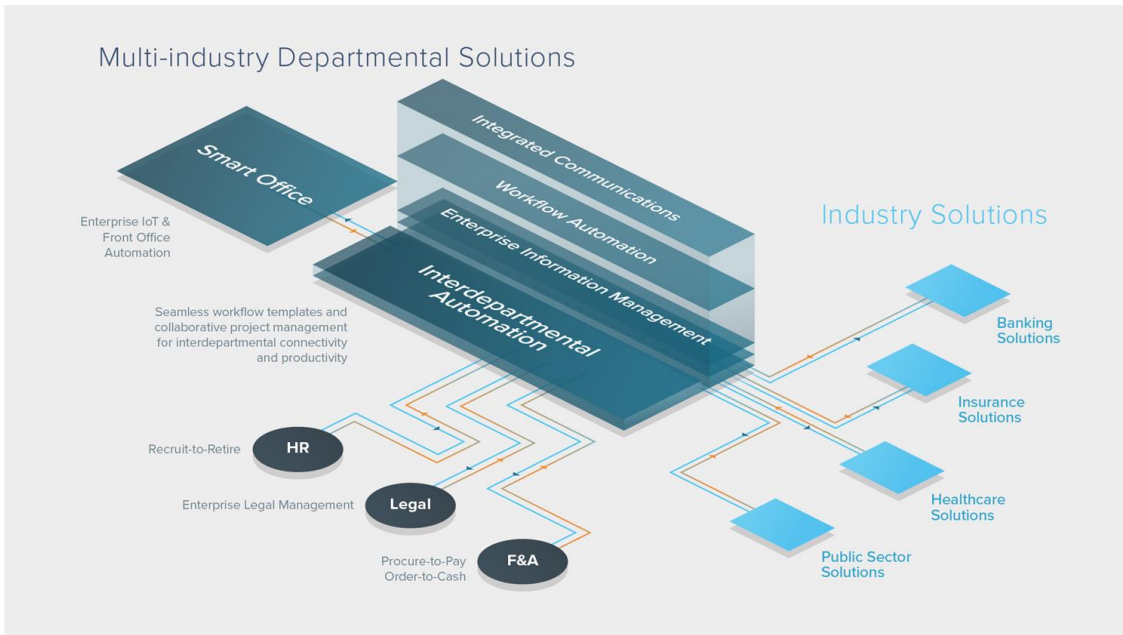 Multi-industry Departmental Solutions
Integrated Communications
Workflow Automation
Enterprise Information Management
Interdepartmental
Automation
Smart Office
Enterprise IoT &
Front Office
Automation
Seamless workflow templates and
collaborative project management
for interdepartmental connectivity
and productivity
Recruit-to-Retire
HR
Enterprise Legal Management
Legal
Procure-to-Pay
Order-to-Cash
F&A
Industry Solutions
Banking
Solutions
Insurance
Solutions
Healthcare
Solutions
Public Sector
Solutions